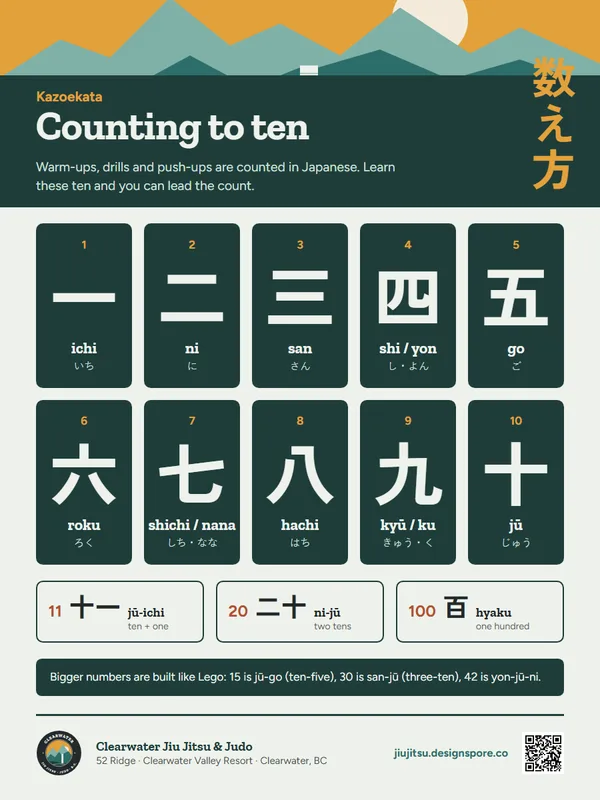 Kazoekata
Counting to ten
数え方
Warm-ups, drills and push-ups are counted in Japanese. Learn
these ten and you can lead the count.
1
一
ichi
いち
2
二
ni
に
3
三
san
さん
4
四
shi / yon
し・よん
5
五
go
ご
6
六
roku
ろく
7
七
shichi / nana
しち・なな
8
八
hachi
はち
9
九
kyū / ku
きゅう・く
10
十
jū
じゅう
11 十一 jū-ichi
ten + one
20 二十 ni-jū
two tens
100 百 hyaku
one hundred
Bigger numbers are built like Lego: 15 is jū-go (ten-five), 30 is san-jū (three-ten), 42 is yon-jū-ni.
CLEARWATER
Clearwater Jiu Jitsu & Judo
52 Ridge · Clearwater Valley Resort · Clearwater, BC
jiujitsu.designspore.co